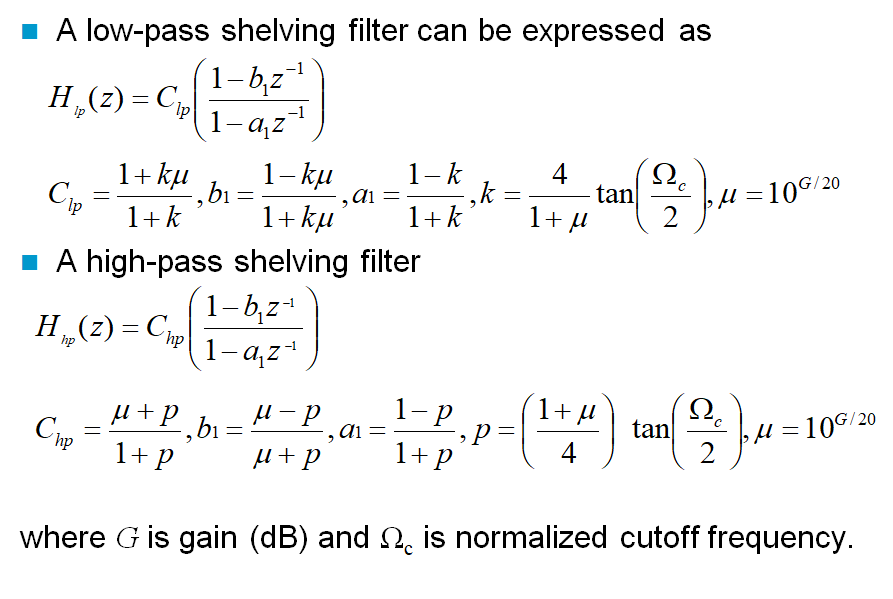 ■ A low-pass shelving filter can be expressed as
H_{lp}(z) = C_{lp}\left(\frac{1-b_1z^{-1}}{1-a_1z^{-1}}\right)
C_{lp} = \frac{1+k\mu}{1+k}, b_1 = \frac{1-k\mu}{1+k\mu}, a_1 = \frac{1-k}{1+k}, k = \frac{4}{1+\mu}\tan\left(\frac{\Omega_c}{2}\right), \mu = 10^{G/20}
■ A high-pass shelving filter
H_{hp}(z) = C_{hp}\left(\frac{1-b_1z^{-1}}{1-a_1z^{-1}}\right)
C_{hp} = \frac{\mu+p}{1+p}, b_1 = \frac{\mu-p}{\mu+p}, a_1 = \frac{1-p}{1+p}, p = \left(\frac{1+\mu}{4}\right)\tan\left(\frac{\Omega_c}{2}\right), \mu = 10^{G/20}
where G is gain (dB) and Ω_c is normalized cutoff frequency.